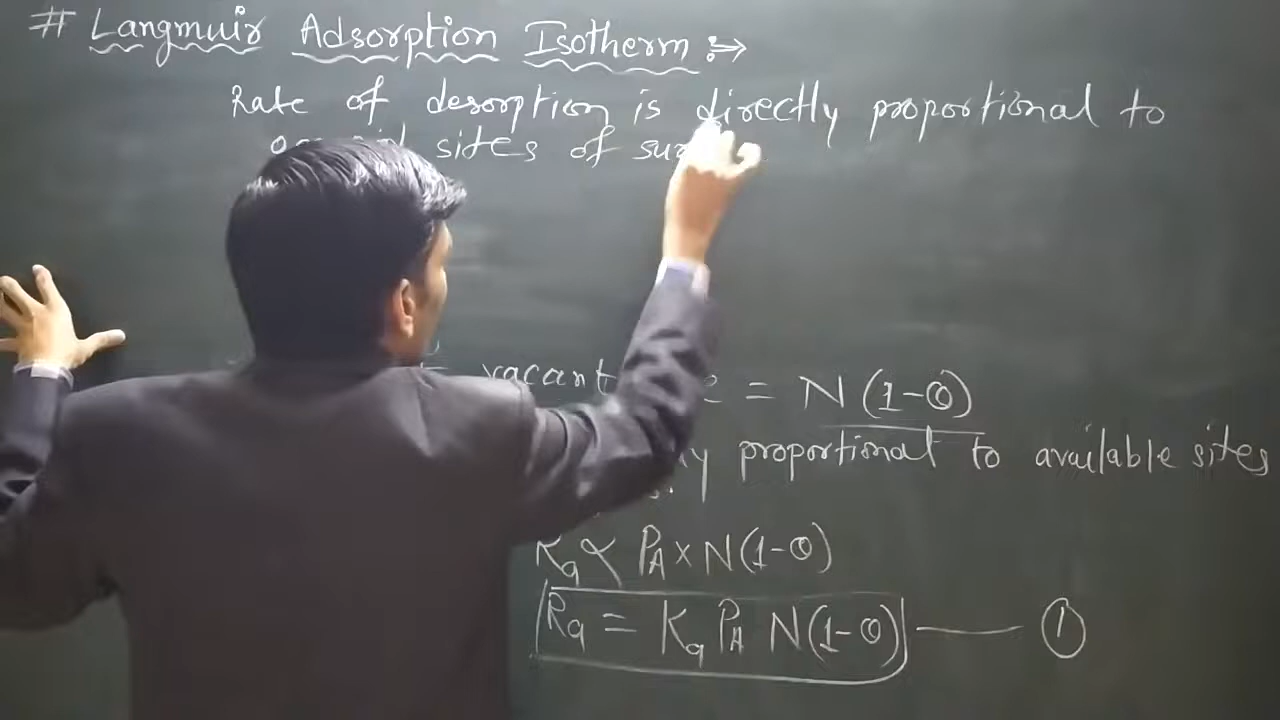 # Langmuir Adsorption Isotherm :→
Rate of desorption is directly proportional to
sites of
vacant = N(1-θ)
proportional to available sites
Ra ∝ PA × N(1-θ)
Ra = Ka PA N(1-θ) —— ①